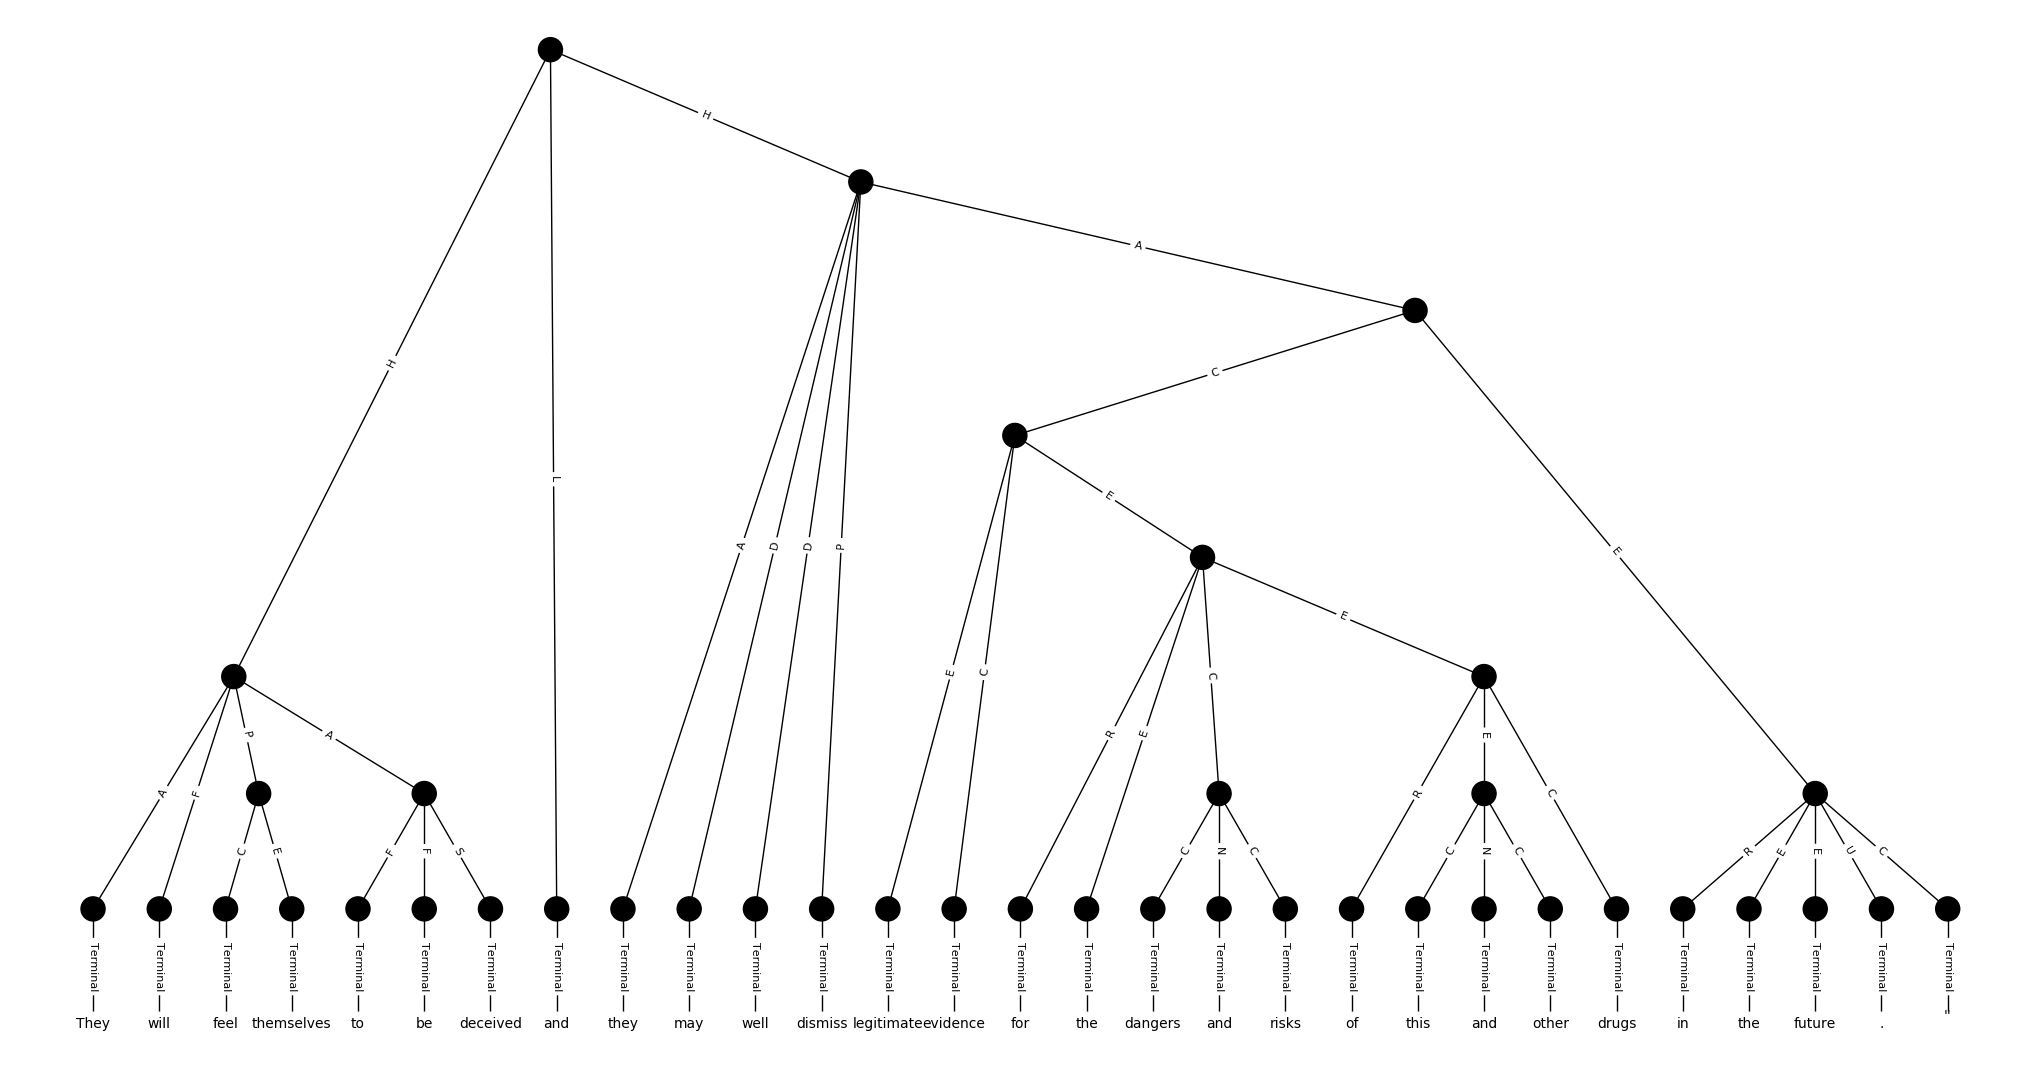 H
H
A
C
H
L
E
A
D
D
P
E
E
E
C
C
R
E
P
A
E
A
F
R
C
C
E
F
F
S
C
N
C
C
N
C
R
E
E
U
C
Terminal Terminal Terminal Terminal Terminal Terminal Terminal Terminal Terminal Terminal Terminal Terminal Terminal Terminal Terminal Terminal Terminal Terminal Terminal Terminal Terminal Terminal Terminal Terminal Terminal Terminal Terminal Terminal Terminal
They will feel themselves to be deceived and they may well dismiss legitimate evidence for the dangers and risks of this and other drugs in the future . "